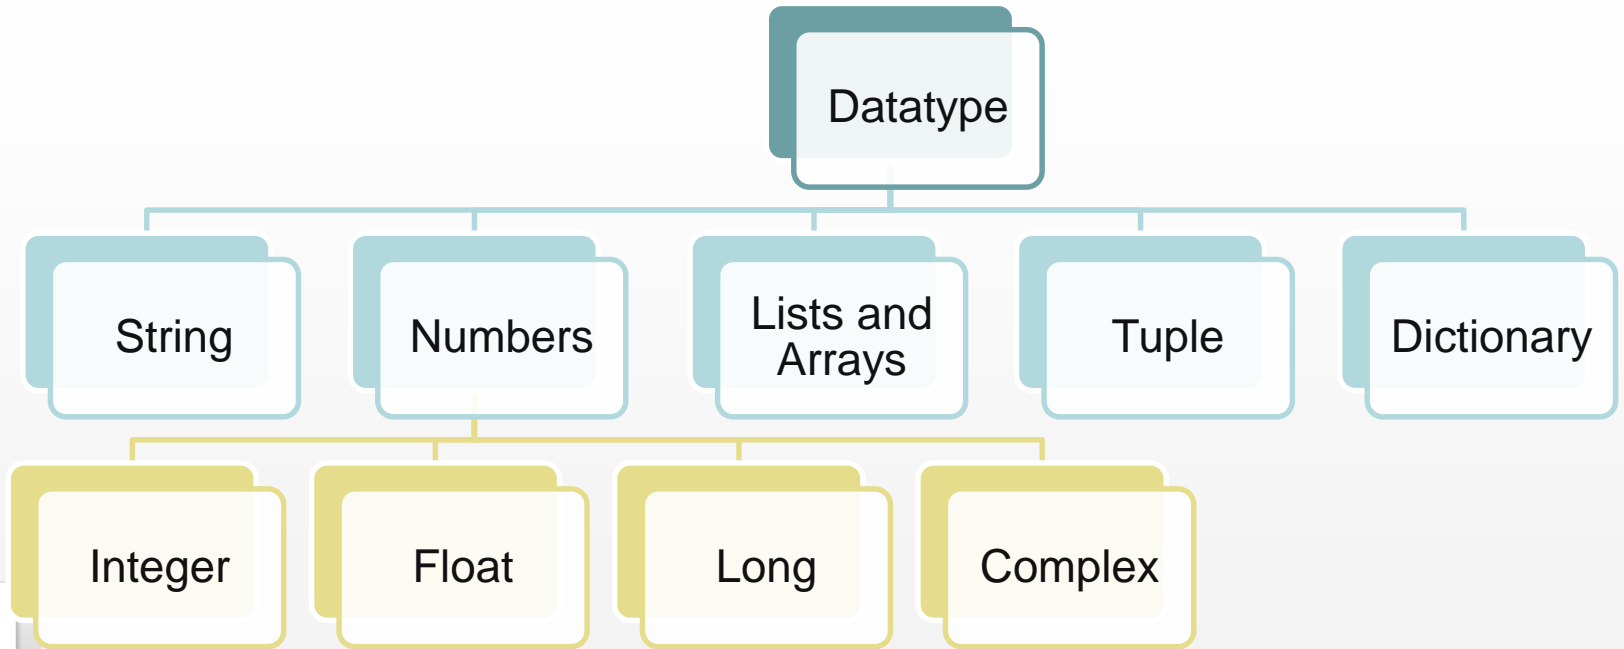 Datatype
String
Numbers
Lists and
Arrays
Tuple
Dictionary
Integer
Float
Long
Complex